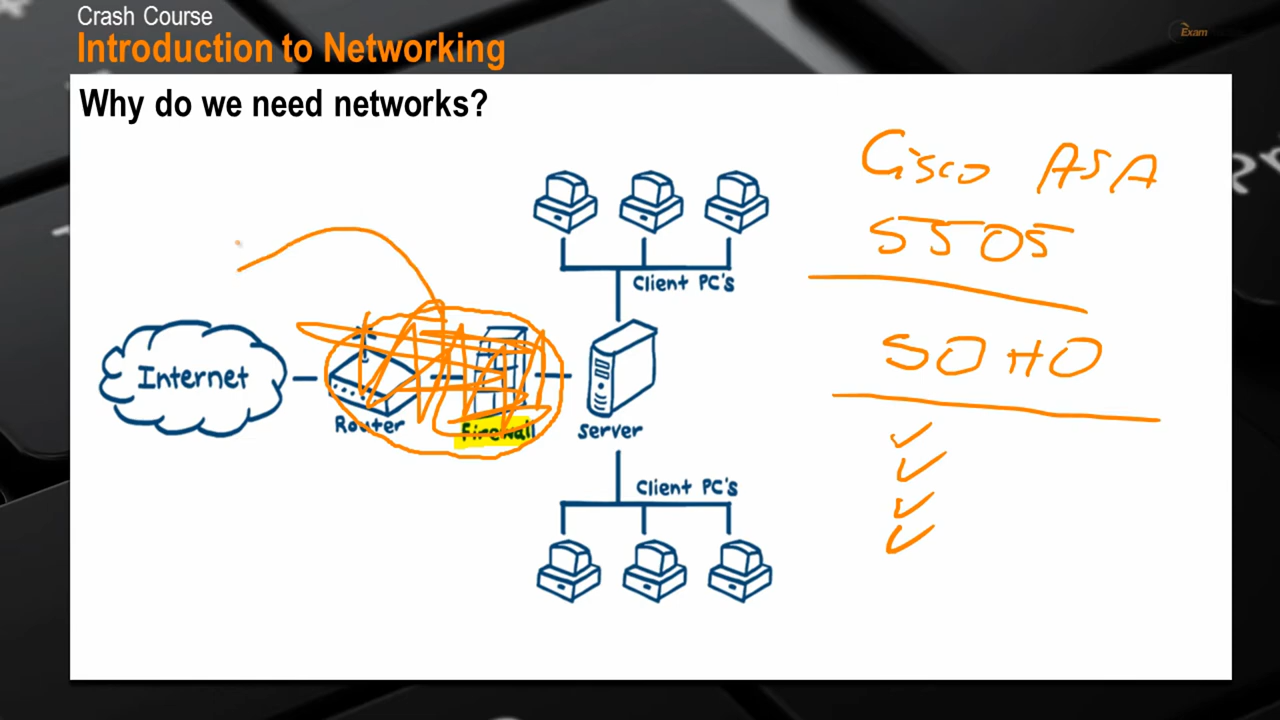 Crash Course
Introduction to Networking
Exam
Why do we need networks?
Cisco ASA
5505
Client PC's
SOHO
Internet
Router
Firewall
Server
Client PC's